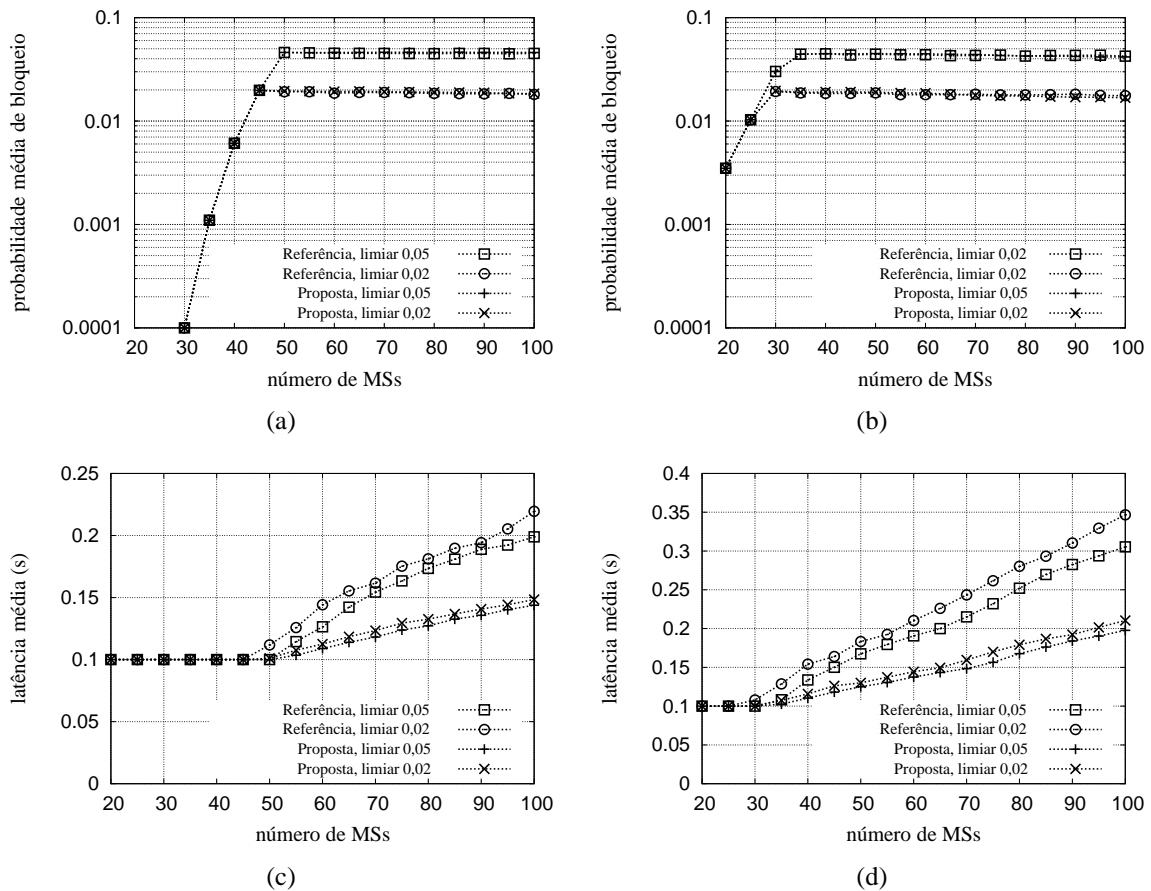 0.1
0.01
0.001
0.0001
20 30 40 50 60 70 80 90 100
probabilidade média de bloqueio
número de MSs
Referência, limiar 0,05
Referência, limiar 0,02
Proposta, limiar 0,05
Proposta, limiar 0,02
(a)
0.1
0.01
0.001
0.0001
20 30 40 50 60 70 80 90 100
probabilidade média de bloqueio
número de MSs
Referência, limiar 0,02
Referência, limiar 0,02
Proposta, limiar 0,05
Proposta, limiar 0,02
(b)
0.25
0.2
0.15
0.1
0.05
0
20 30 40 50 60 70 80 90 100
latência média (s)
número de MSs
Referência, limiar 0,05
Referência, limiar 0,02
Proposta, limiar 0,05
Proposta, limiar 0,02
(c)
0.4
0.35
0.3
0.25
0.2
0.15
0.1
0.05
0
20 30 40 50 60 70 80 90 100
latência média (s)
número de MSs
Referência, limiar 0,05
Referência, limiar 0,02
Proposta, limiar 0,05
Proposta, limiar 0,02
(d)